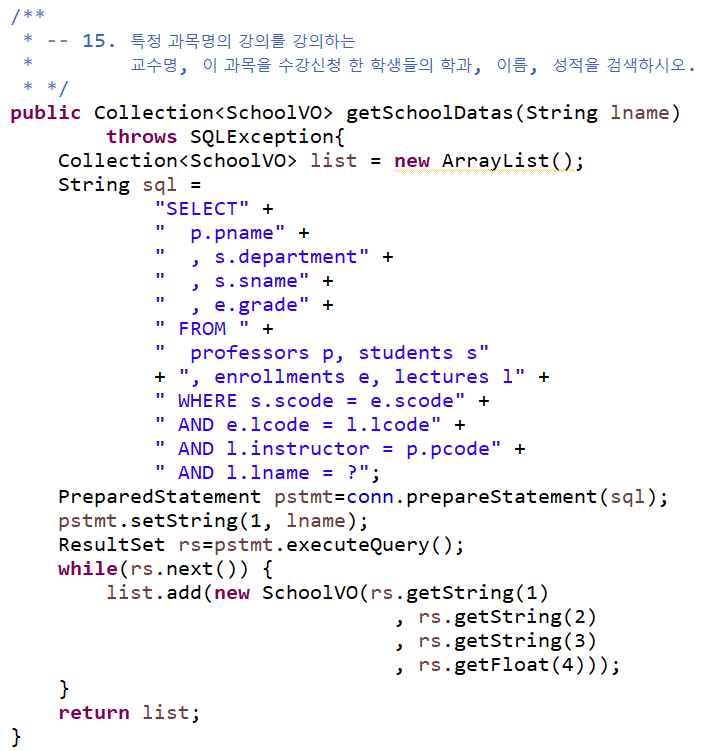 /**
 * -- 15. 특정 과목명의 강의를 강의하는
 *        교수명, 이 과목을 수강신청 한 학생들의 학과, 이름, 성적을 검색하시오.
 * */
public Collection<SchoolVO> getSchoolDatas(String lname)
        throws SQLException{
    Collection<SchoolVO> list = new ArrayList();
    String sql =
            "SELECT" +
            "  p.pname" +
            "  , s.department" +
            "  , s.sname" +
            "  , e.grade" +
            " FROM " +
            "  professors p, students s"
            + ", enrollments e, lectures l" +
            " WHERE s.scode = e.scode" +
            " AND e.lcode = l.lcode" +
            " AND l.instructor = p.pcode" +
            " AND l.lname = ?";
    PreparedStatement pstmt=conn.prepareStatement(sql);
    pstmt.setString(1, lname);
    ResultSet rs=pstmt.executeQuery();
    while(rs.next()) {
        list.add(new SchoolVO(rs.getString(1)
                                , rs.getString(2)
                                , rs.getString(3)
                                , rs.getFloat(4)));
    }
    return list;
}